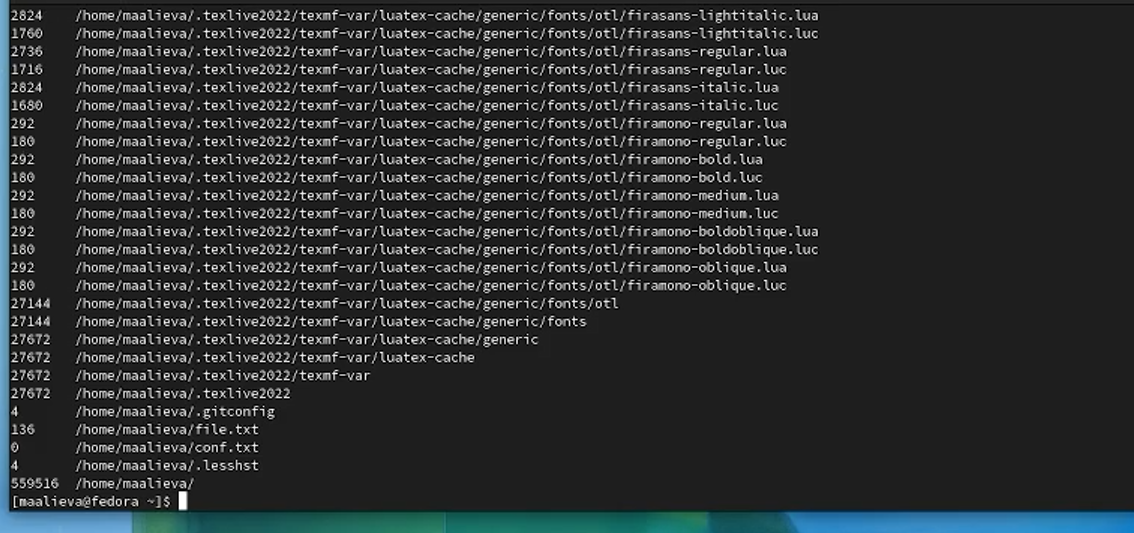 2824 /home/maalieva/.texlive2022/texmf-var/luatex-cache/generic/fonts/otl/firasans-lightitalic.lua
1760 /home/maalieva/.texlive2022/texmf-var/luatex-cache/generic/fonts/otl/firasans-lightitalic.luc
2736 /home/maalieva/.texlive2022/texmf-var/luatex-cache/generic/fonts/otl/firasans-regular.lua
1716 /home/maalieva/.texlive2022/texmf-var/luatex-cache/generic/fonts/otl/firasans-regular.luc
2824 /home/maalieva/.texlive2022/texmf-var/luatex-cache/generic/fonts/otl/firasans-italic.lua
1680 /home/maalieva/.texlive2022/texmf-var/luatex-cache/generic/fonts/otl/firasans-italic.luc
292 /home/maalieva/.texlive2022/texmf-var/luatex-cache/generic/fonts/otl/firamono-regular.lua
180 /home/maalieva/.texlive2022/texmf-var/luatex-cache/generic/fonts/otl/firamono-regular.luc
292 /home/maalieva/.texlive2022/texmf-var/luatex-cache/generic/fonts/otl/firamono-bold.lua
180 /home/maalieva/.texlive2022/texmf-var/luatex-cache/generic/fonts/otl/firamono-bold.luc
292 /home/maalieva/.texlive2022/texmf-var/luatex-cache/generic/fonts/otl/firamono-medium.lua
180 /home/maalieva/.texlive2022/texmf-var/luatex-cache/generic/fonts/otl/firamono-medium.luc
292 /home/maalieva/.texlive2022/texmf-var/luatex-cache/generic/fonts/otl/firamono-boldoblique.lua
180 /home/maalieva/.texlive2022/texmf-var/luatex-cache/generic/fonts/otl/firamono-boldoblique.luc
292 /home/maalieva/.texlive2022/texmf-var/luatex-cache/generic/fonts/otl/firamono-oblique.lua
180 /home/maalieva/.texlive2022/texmf-var/luatex-cache/generic/fonts/otl/firamono-oblique.luc
27144 /home/maalieva/.texlive2022/texmf-var/luatex-cache/generic/fonts/otl
27144 /home/maalieva/.texlive2022/texmf-var/luatex-cache/generic/fonts
27672 /home/maalieva/.texlive2022/texmf-var/luatex-cache/generic
27672 /home/maalieva/.texlive2022/texmf-var/luatex-cache
27672 /home/maalieva/.texlive2022/texmf-var
27672 /home/maalieva/.texlive2022
4 /home/maalieva/.gitconfig
136 /home/maalieva/file.txt
0 /home/maalieva/conf.txt
4 /home/maalieva/.lesshst
559516 /home/maalieva/
[maalieva@fedora ~]$